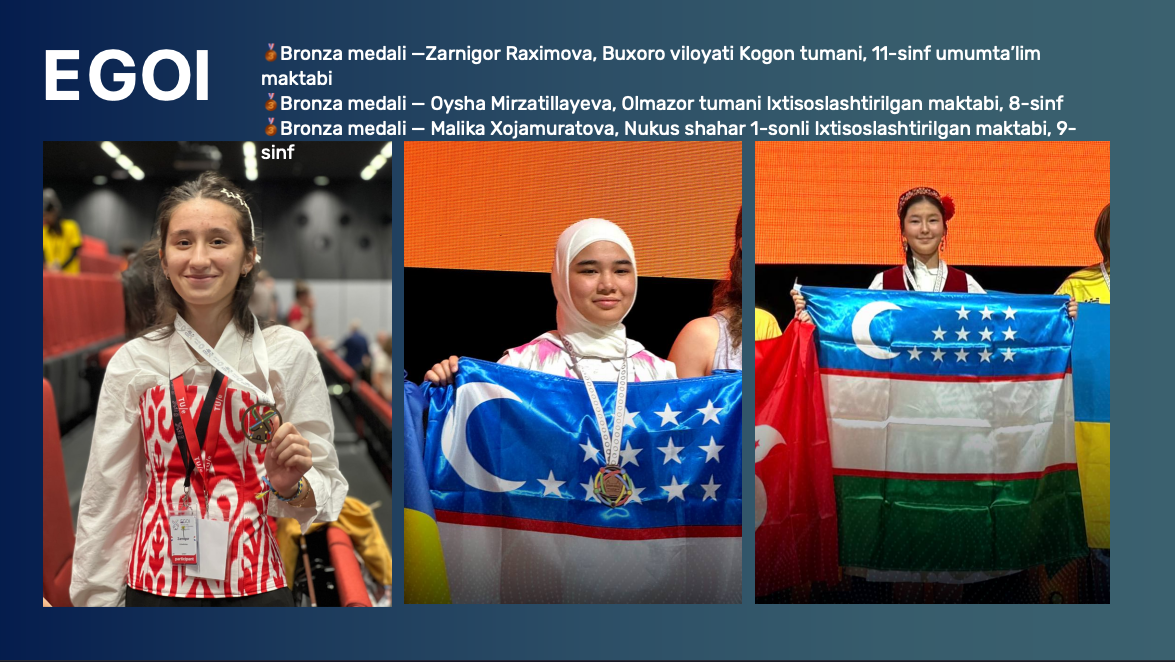 EGOI
🥉Bronza medali —Zarnigor Raximova, Buxoro viloyati Kogon tumani, 11-sinf umumta’lim
maktabi
🥉Bronza medali — Oysha Mirzatillayeva, Olmazor tumani Ixtisoslashtirilgan maktabi, 8-sinf
🥉Bronza medali — Malika Xojamuratova, Nukus shahar 1-sonli Ixtisoslashtirilgan maktabi, 9-
sinf
participant